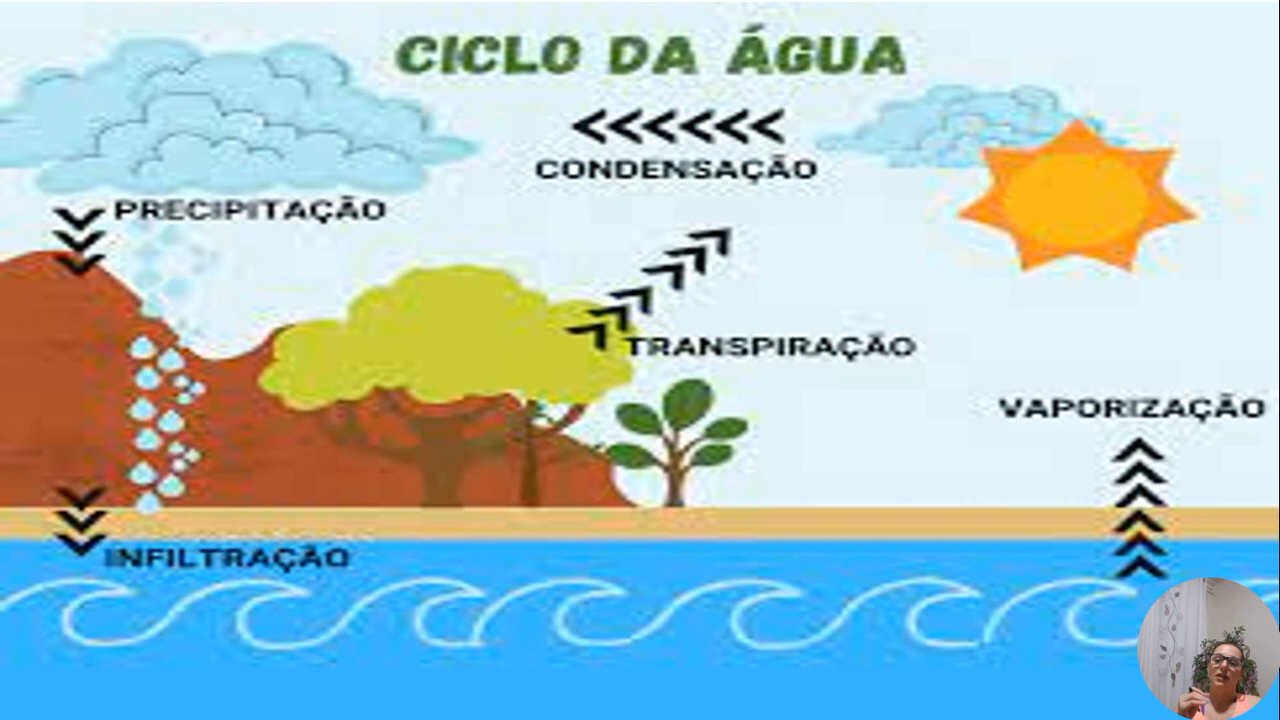 CICLO DA ÁGUA
CONDENSAÇÃO
PRECIPITAÇÃO
TRANSPIRAÇÃO
VAPORIZAÇÃO
INFILTRAÇÃO